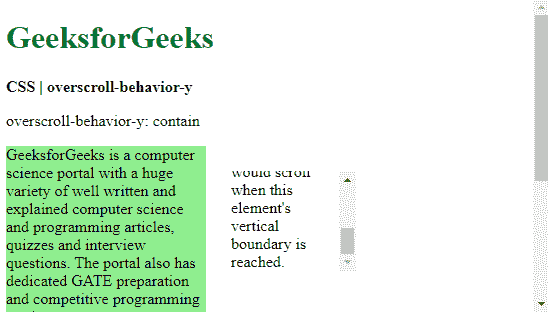 GeeksforGeeks
CSS | overscroll-behavior-y
overscroll-behavior-y: contain
GeeksforGeeks is a computer
science portal with a huge
variety of well written and
explained computer science
and programming articles,
quizzes and interview
questions. The portal also has
dedicated GATE preparation
and competitive programming
would scroll
when this
element's
vertical
boundary is
reached.